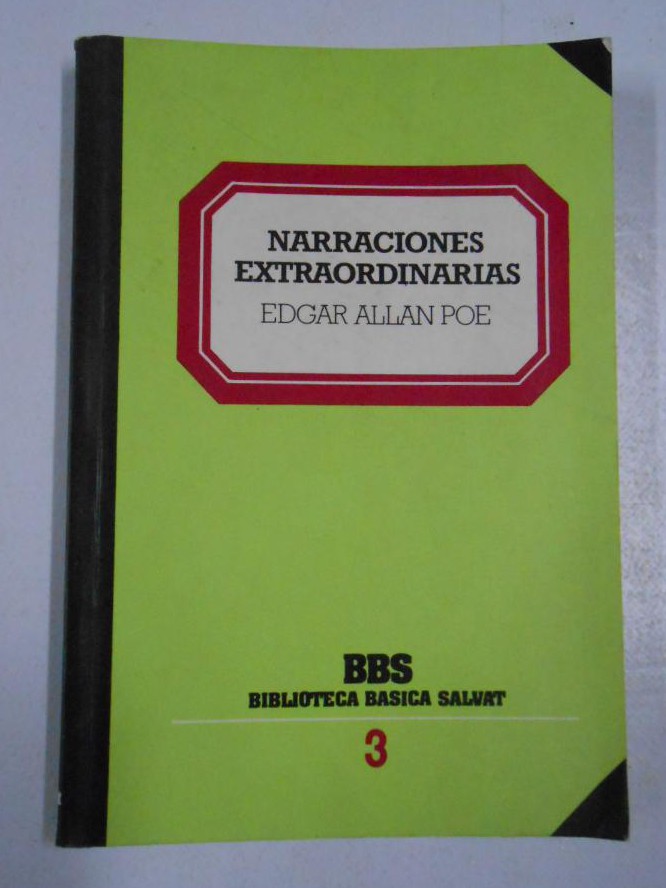 NARRACIONES
EXTRAORDINARIAS
EDGAR ALLAN POE
BBS
BIBLIOTECA BASICA SALVAT
3